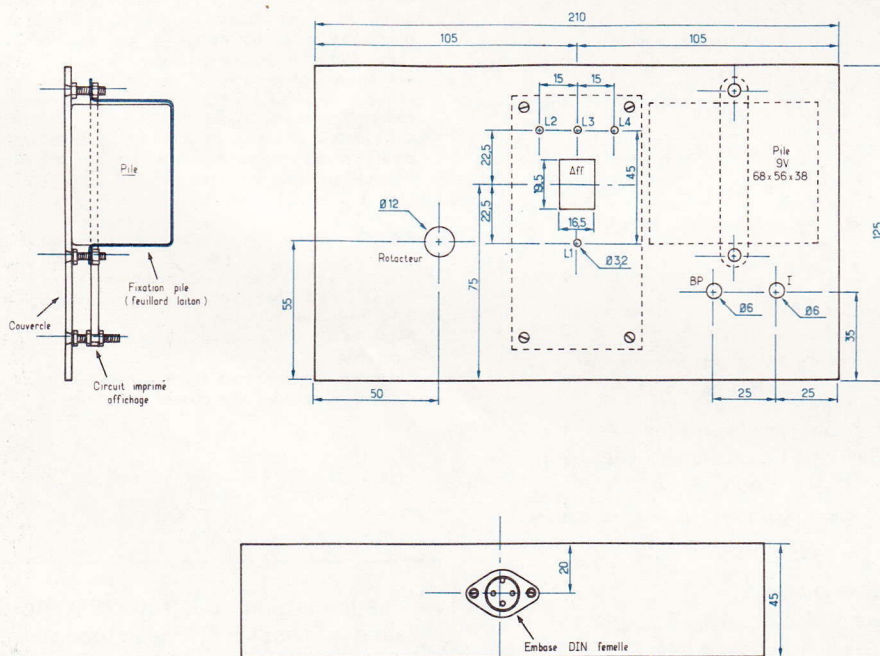 210
105
105
15
15
L2
L3
L4
22,5
22,5
45
Aff
19,5
16,5
L1
Ø3,2
Ø12
Rotacteur
Pile
9V
68x56x38
125
BP
I
Ø6
Ø6
55
75
35
50
25
25
Pile
Fixation pile
( feuillard laiton )
Couvercle
Circuit imprimé
affichage
20
45
Embase DIN femelle